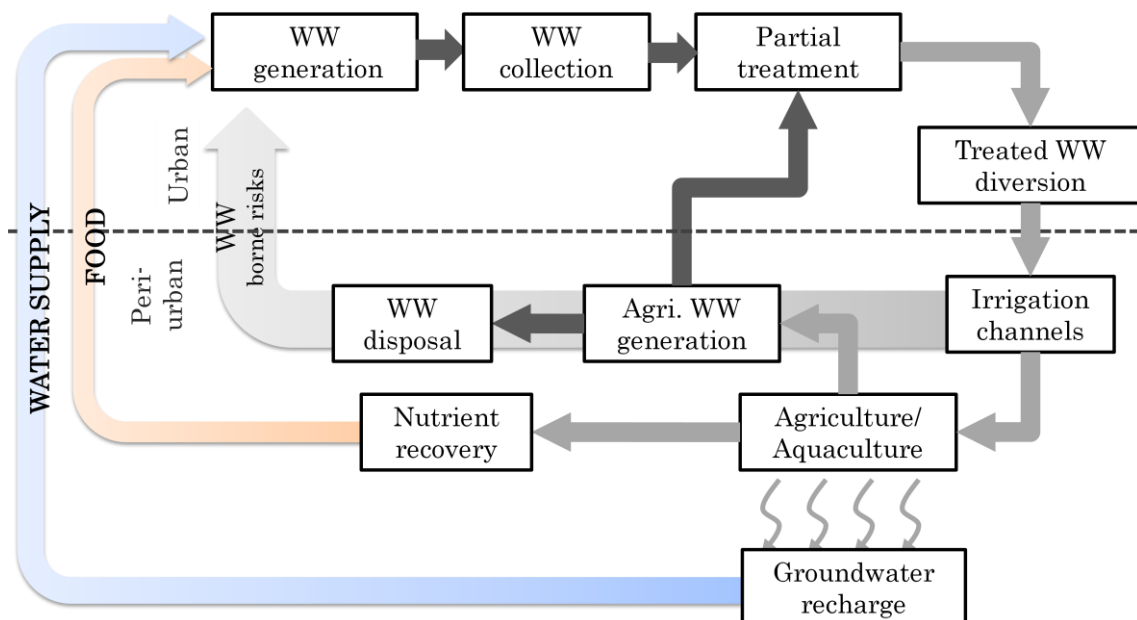 WW
generation
WW
collection
Partial
treatment
Treated WW
diversion
Urban
WW
borne risks
WATER SUPPLY
FOOD
Peri-
urban
WW
disposal
Agri. WW
generation
Irrigation
channels
Nutrient
recovery
Agriculture/
Aquaculture
Groundwater
recharge